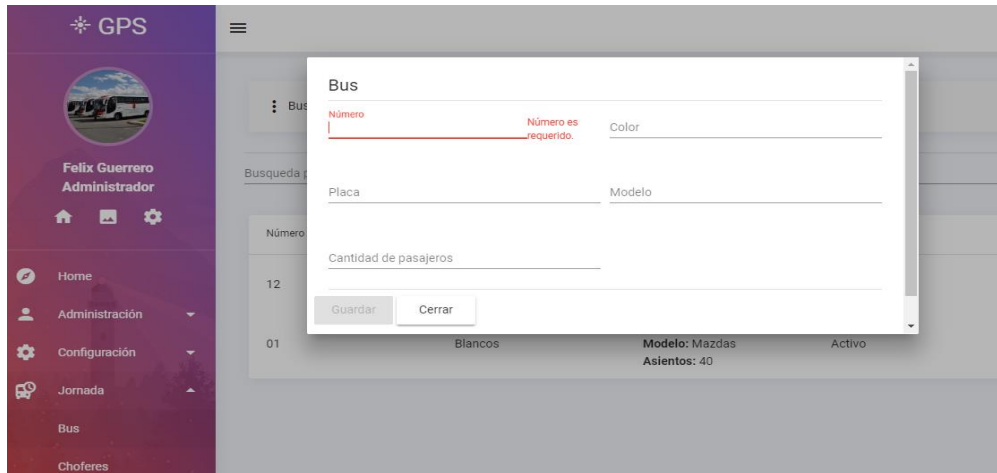 GPS
Felix Guerrero
Administrador
Home
Administración
Configuración
Jornada
Bus
Choferes
Bus
Busqueda
Número
12
01 Blancos Modelo: Mazdas Activo
Asientos: 40
Bus
Número
Número es
requerido.
Color
Placa Modelo
Cantidad de pasajeros
Guardar Cerrar